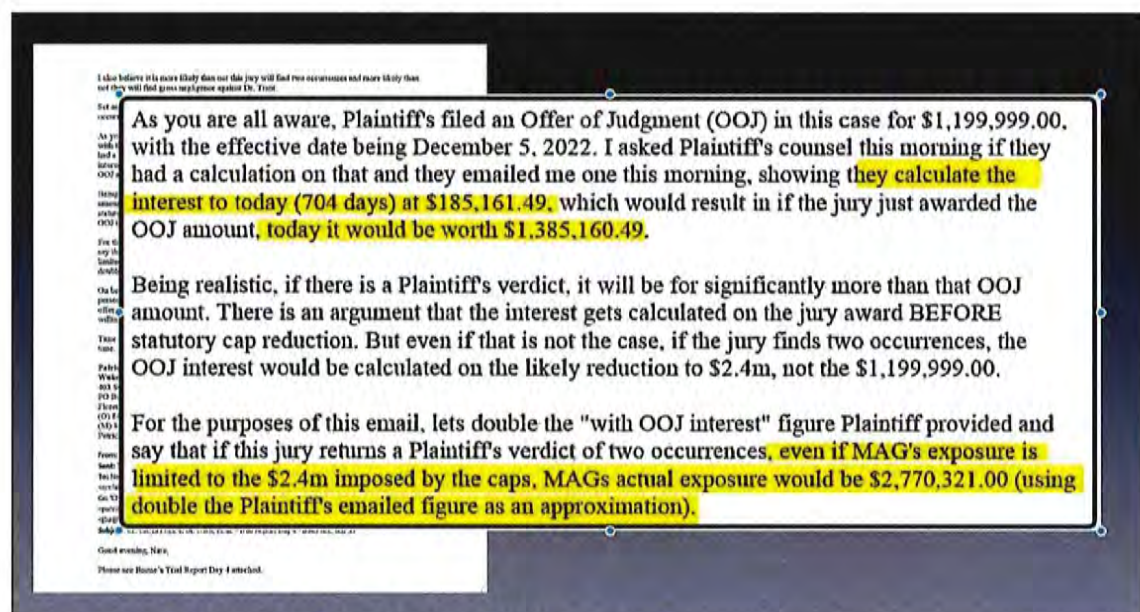 I also believe it is more likely than not this jury will find two occurrences and more likely than
not they will find gross negligence against Dr.
As you are all aware, Plaintiff's filed an Offer of Judgment (OOJ) in this case for $1,199,999.00,
with the effective date being December 5, 2022. I asked Plaintiff's counsel this morning if they
had a calculation on that and they emailed me one this morning, showing they calculate the
interest to today (704 days) at $185,161.49, which would result in if the jury just awarded the
OOJ amount, today it would be worth $1,385,160.49.
Being realistic, if there is a Plaintiff's verdict, it will be for significantly more than that OOJ
amount. There is an argument that the interest gets calculated on the jury award BEFORE
statutory cap reduction. But even if that is not the case, if the jury finds two occurrences, the
OOJ interest would be calculated on the likely reduction to $2.4m, not the $1,199,999.00.
For the purposes of this email, lets double the "with OOJ interest" figure Plaintiff provided and
say that if this jury returns a Plaintiff's verdict of two occurrences, even if MAG's exposure is
limited to the $2.4m imposed by the caps, MAGs actual exposure would be $2,770,321.00 (using
double the Plaintiff's emailed figure as an approximation).
Good evening,
Please see Trial Report Day 4 attached.